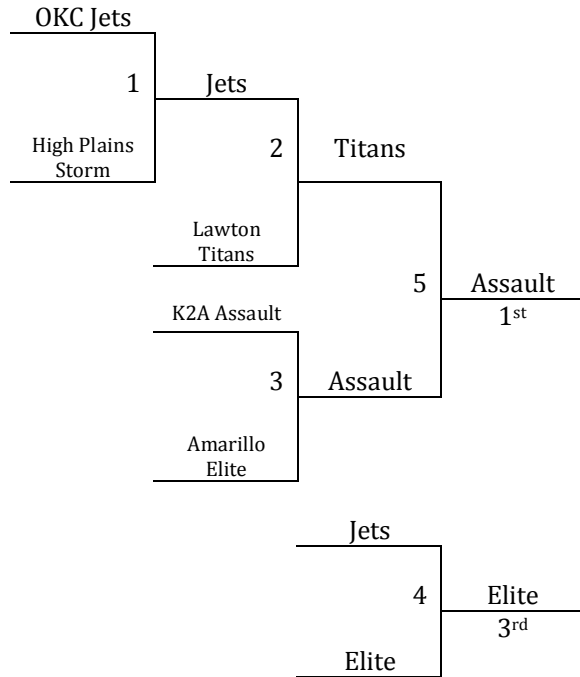 OKC Jets
1
Jets
High Plains
Storm
2
Titans
Lawton
Titans
5
Assault
1st
K2A Assault
3
Assault
Amarillo
Elite
Jets
4
Elite
3rd
Elite